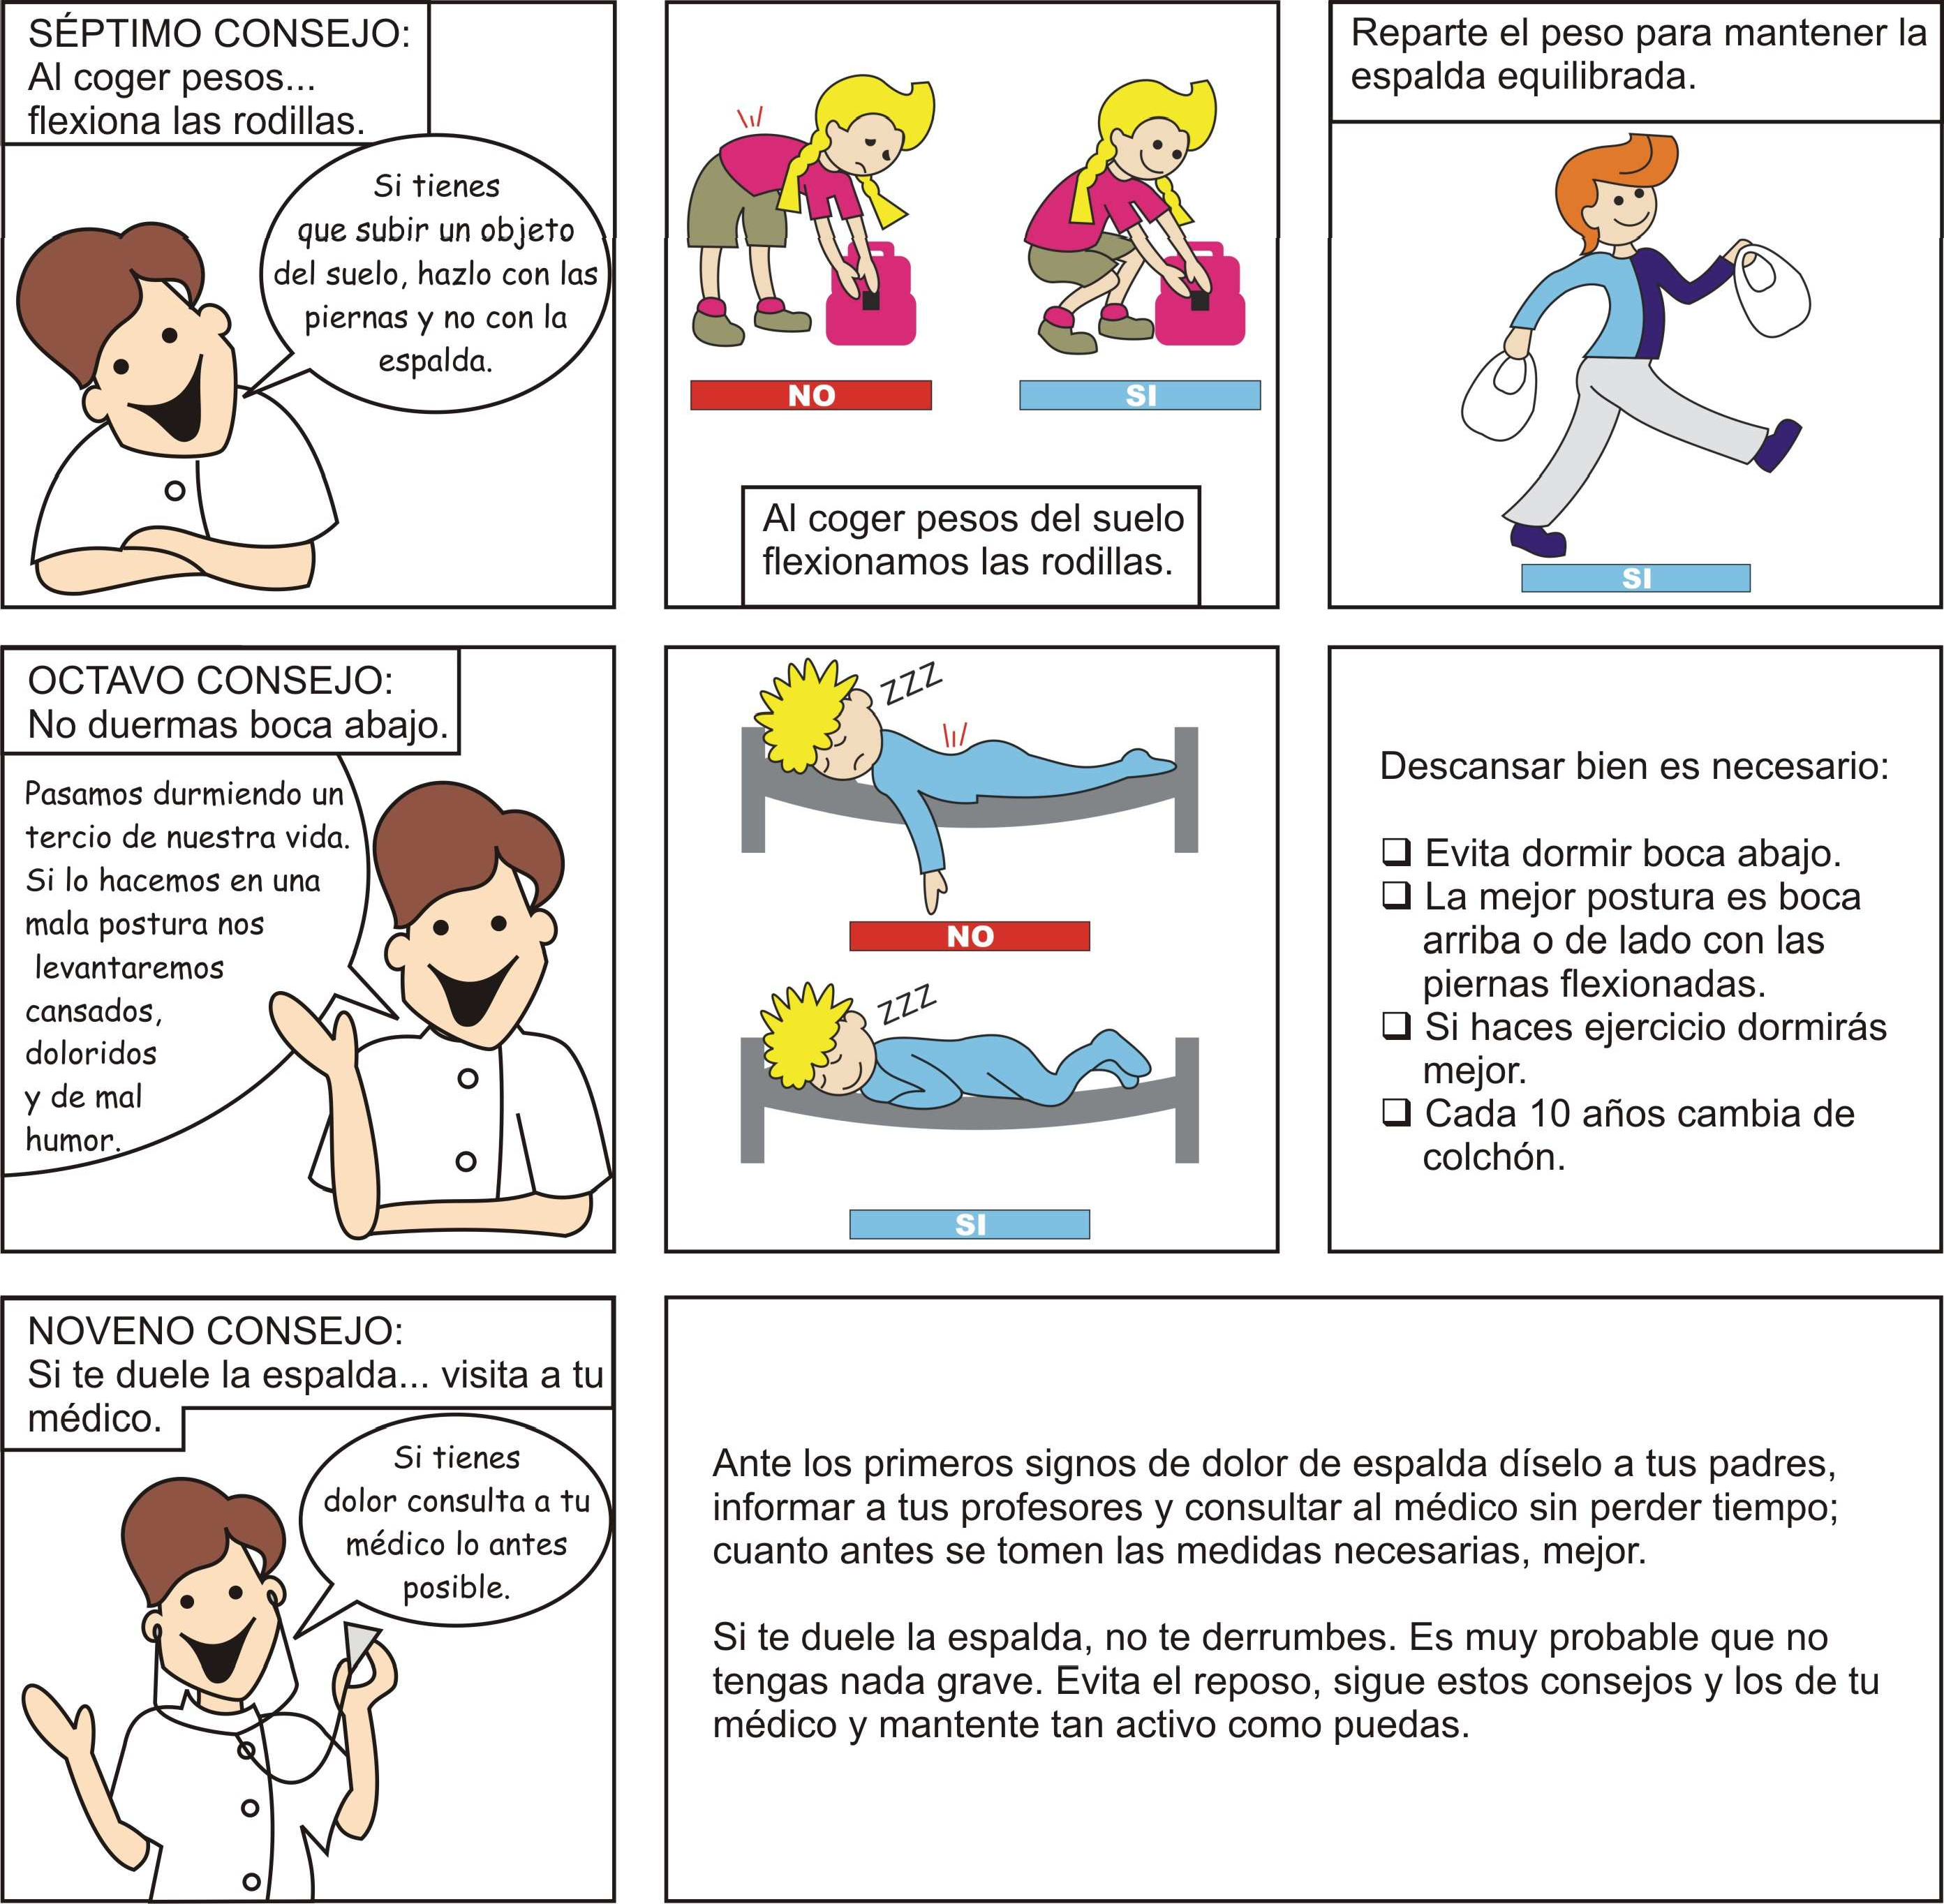 SÉPTIMO CONSEJO:
Al coger pesos...
flexiona las rodillas.
Si tienes
que subir un objeto
del suelo, hazlo con las
piernas y no con la
espalda.
NO
SI
Al coger pesos del suelo
flexionamos las rodillas.
Reparte el peso para mantener la
espalda equilibrada.
SI
OCTAVO CONSEJO:
No duermas boca abajo.
Pasamos durmiendo un
tercio de nuestra vida.
Si lo hacemos en una
mala postura nos
levantaremos
cansados,
doloridos
y de mal
humor.
ZZZ
NO
ZZZ
SI
Descansar bien es necesario:
❑ Evita dormir boca abajo.
❑ La mejor postura es boca
arriba o de lado con las
piernas flexionadas.
❑ Si haces ejercicio dormirás
mejor.
❑ Cada 10 años cambia de
colchón.
NOVENO CONSEJO:
Si te duele la espalda... visita a tu
médico.
Si tienes
dolor consulta a tu
médico lo antes
posible.
Ante los primeros signos de dolor de espalda díselo a tus padres,
informar a tus profesores y consultar al médico sin perder tiempo;
cuanto antes se tomen las medidas necesarias, mejor.
Si te duele la espalda, no te derrumbes. Es muy probable que no
tengas nada grave. Evita el reposo, sigue estos consejos y los de tu
médico y mantente tan activo como puedas.